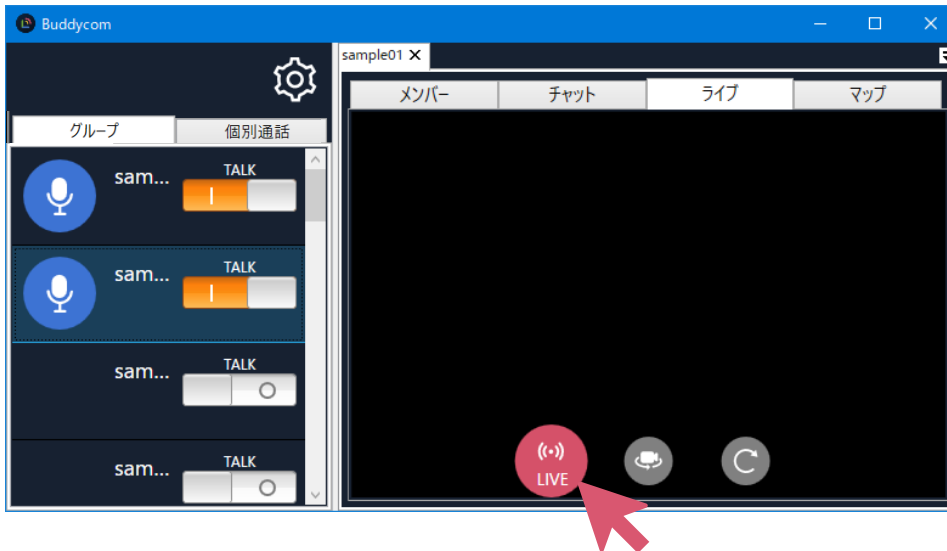 Buddycom
sample01
メンバー
チャット
ライブ
マップ
グループ
個別通話
sam...
TALK
sam...
TALK
sam...
TALK
sam...
TALK
LIVE